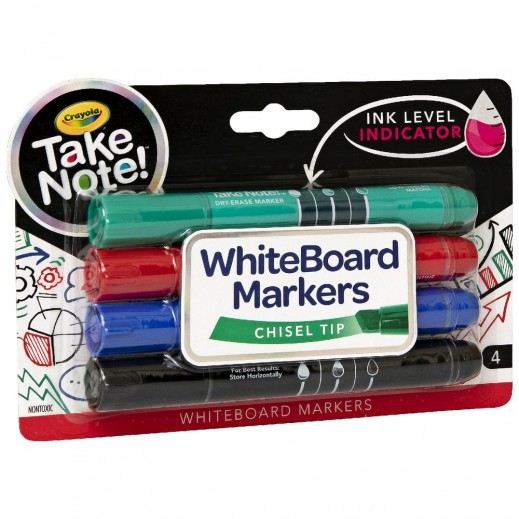 Crayola
Take
Note!
INK LEVEL
INDICATOR
Take Note!
DRY-ERASE MARKER
WhiteBoard
Markers
CHISEL TIP
For Best Results:
Store Horizontally
4
NONTOXIC
WHITEBOARD MARKERS